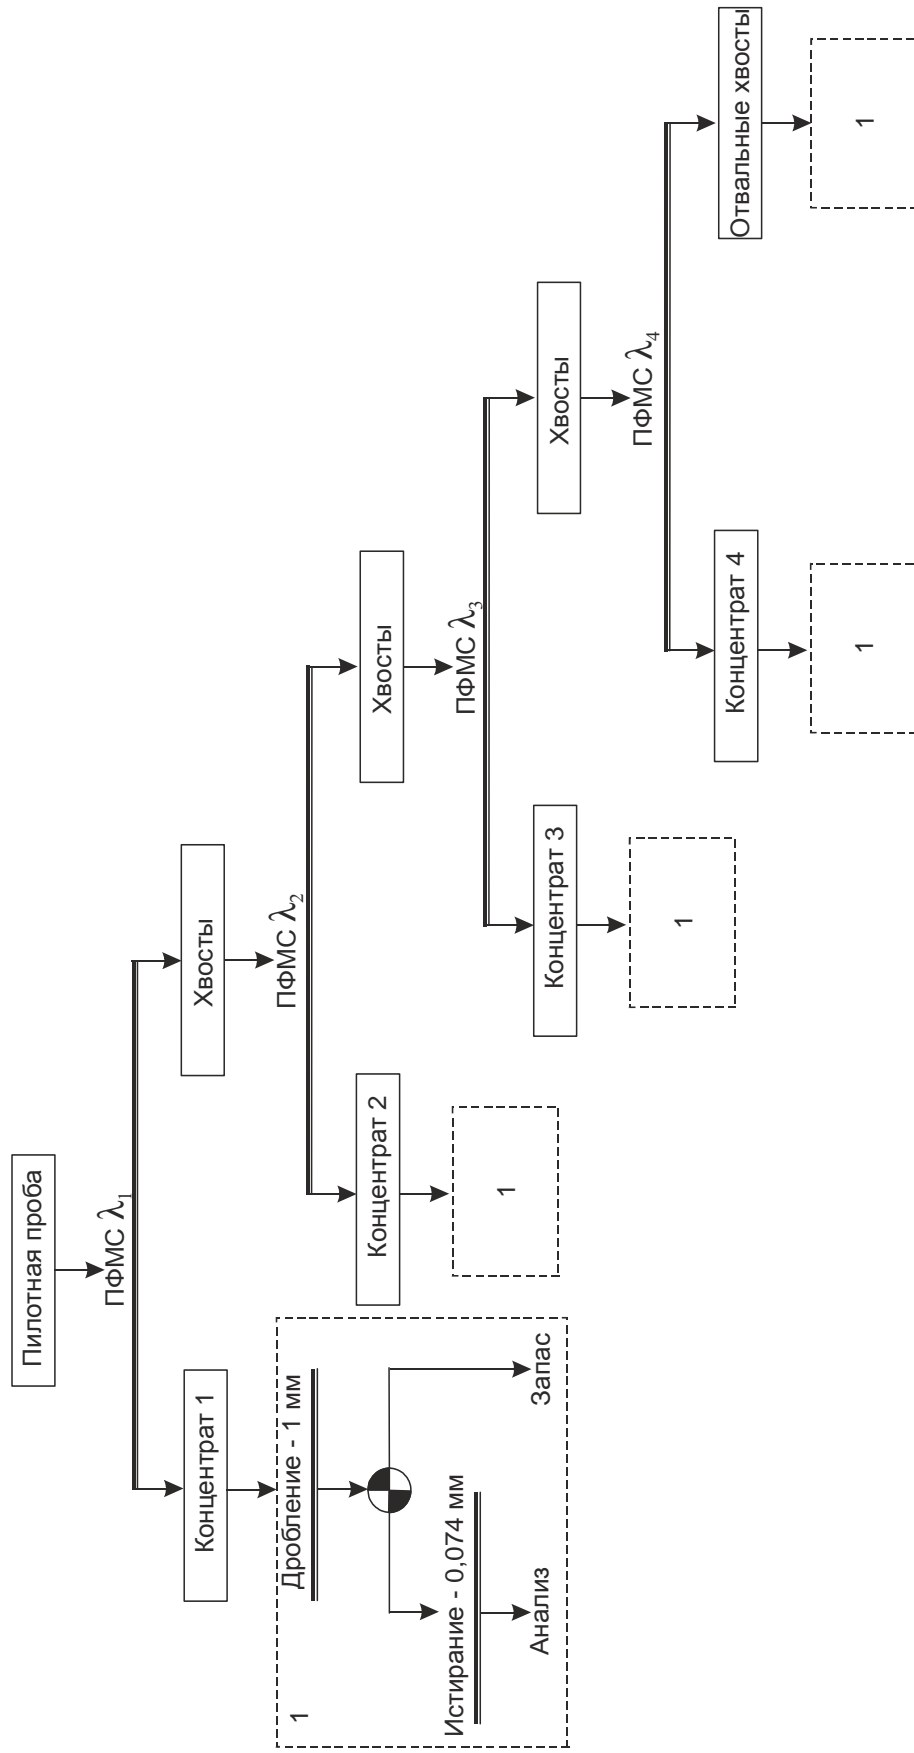 Пилотная проба
ПФМС λ₁
Концентрат 1
Хвосты
Дробление - 1 мм
ПФМС λ₂
1
Запас
Истирание - 0,074 мм
Анализ
Концентрат 2
Хвосты
1
ПФМС λ₃
Концентрат 3
Хвосты
1
ПФМС λ₄
Концентрат 4
Отвальные хвосты
1
1